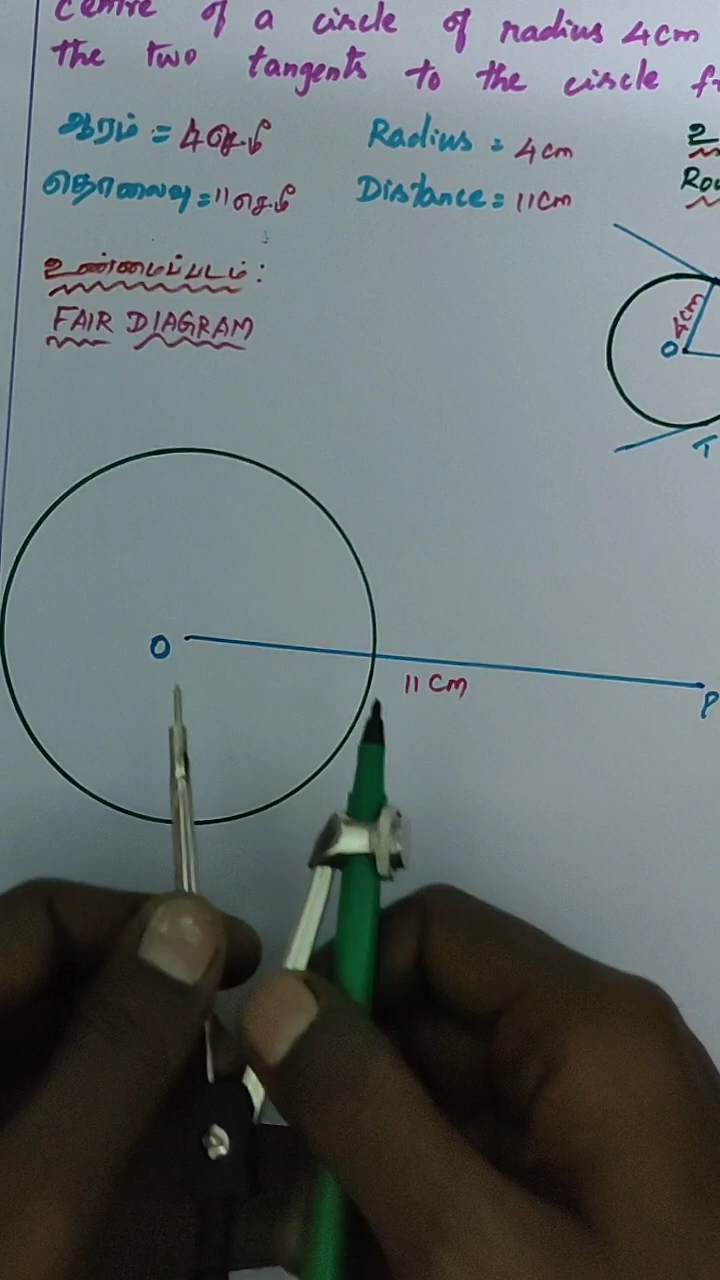 centre of a circle of radius 4cm
the two tangents to the circle
ஆரம் = 4செ.மீ
Radius = 4cm
தொலைவு = 11செ.மீ
Distance = 11cm
உண்மைப்படம் :
FAIR DIAGRAM
4cm
O
T
O
11 cm
P